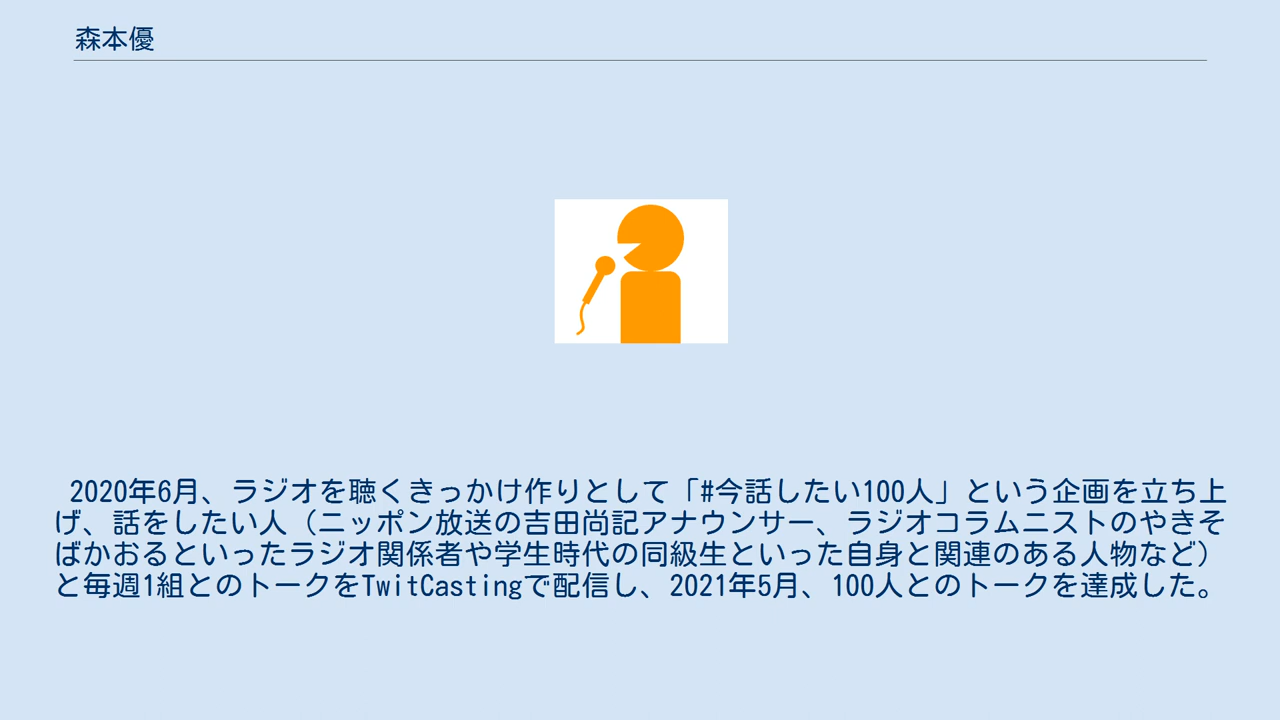 森本優
2020年6月、ラジオを聴くきっかけ作りとして「#今話したい100人」という企画を立ち上
げ、話をしたい人（ニッポン放送の吉田尚記アナウンサー、ラジオコラムニストのやきそ
ばかおるといったラジオ関係者や学生時代の同級生といった自身と関連のある人物など）
と毎週1組とのトークをTwitCastingで配信し、2021年5月、100人とのトークを達成した。